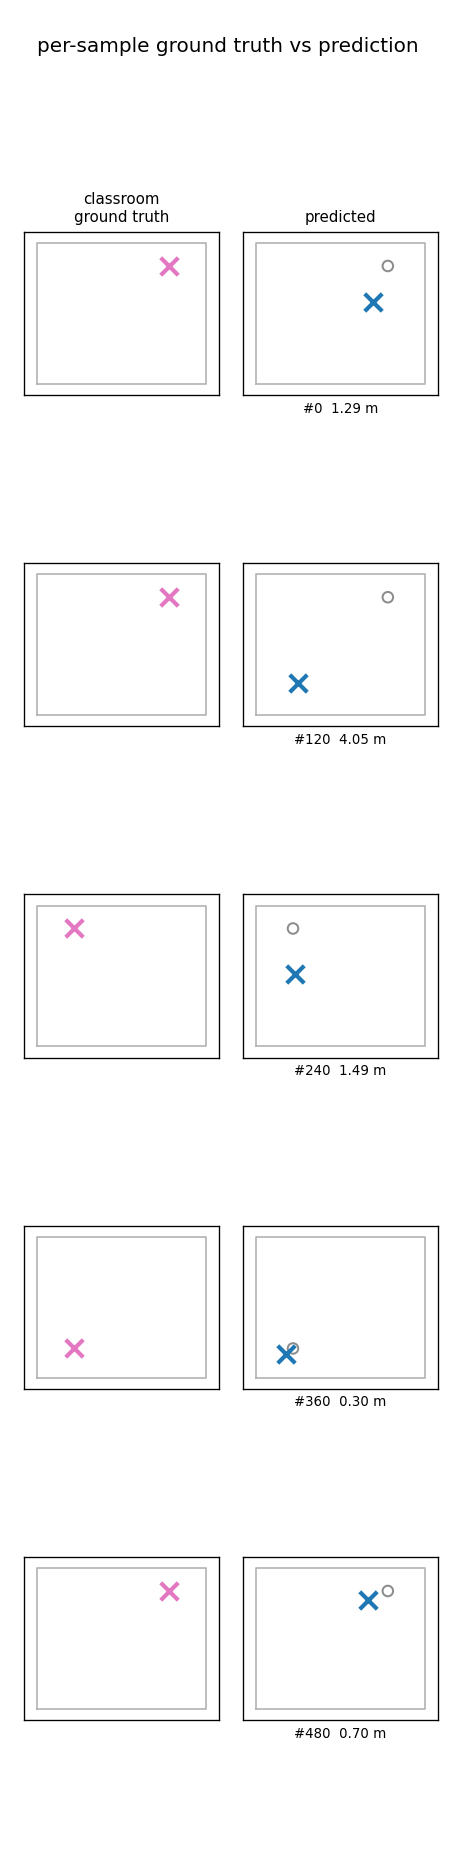 per-sample ground truth vs prediction
classroom
ground truth
predicted
#0  1.29 m
#120  4.05 m
#240  1.49 m
#360  0.30 m
#480  0.70 m